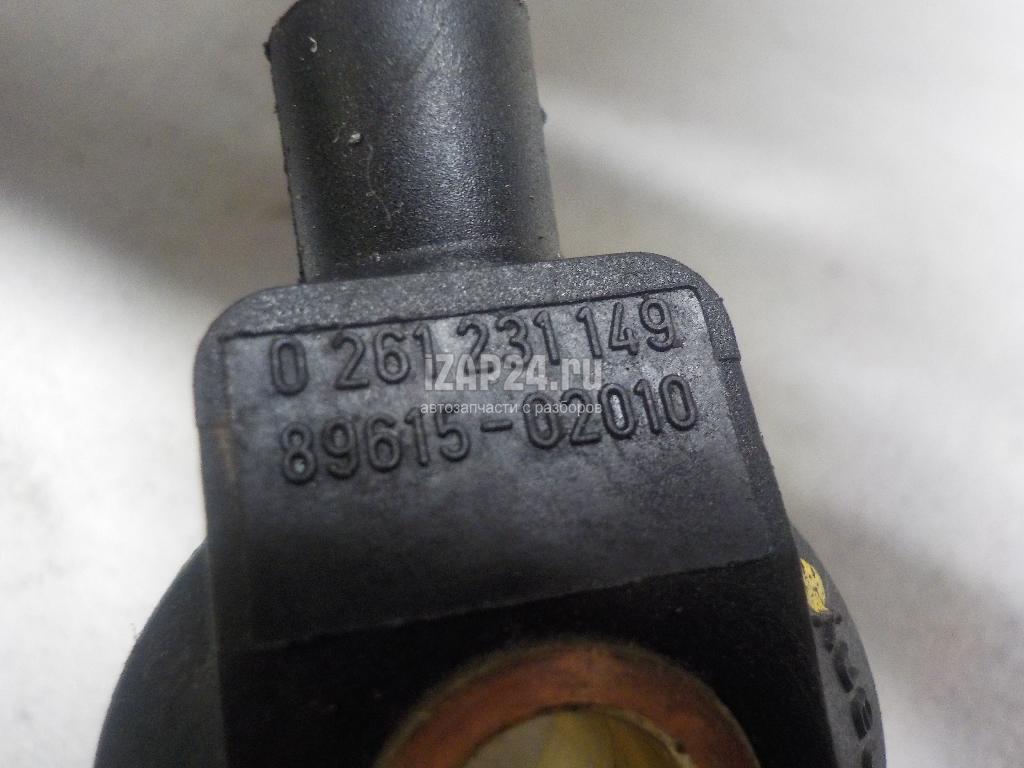 0 261 231 149
iZAP24.ru
автозапчасти с разборов
89615-02010